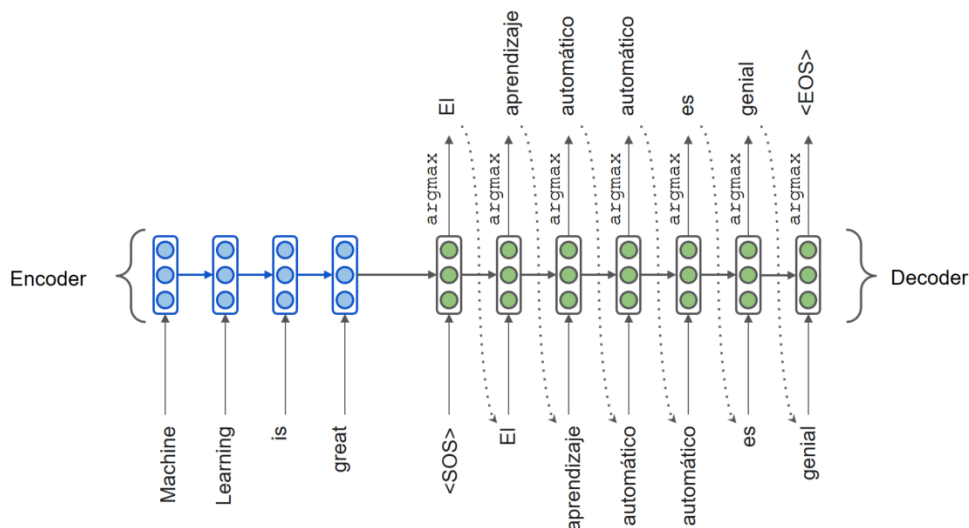 El
aprendizaje
automático
automático
es
genial
<EOS>
argmax
argmax
argmax
argmax
argmax
argmax
argmax
Encoder
Decoder
Machine
Learning
is
great
<SOS>
El
aprendizaje
automático
automático
es
genial